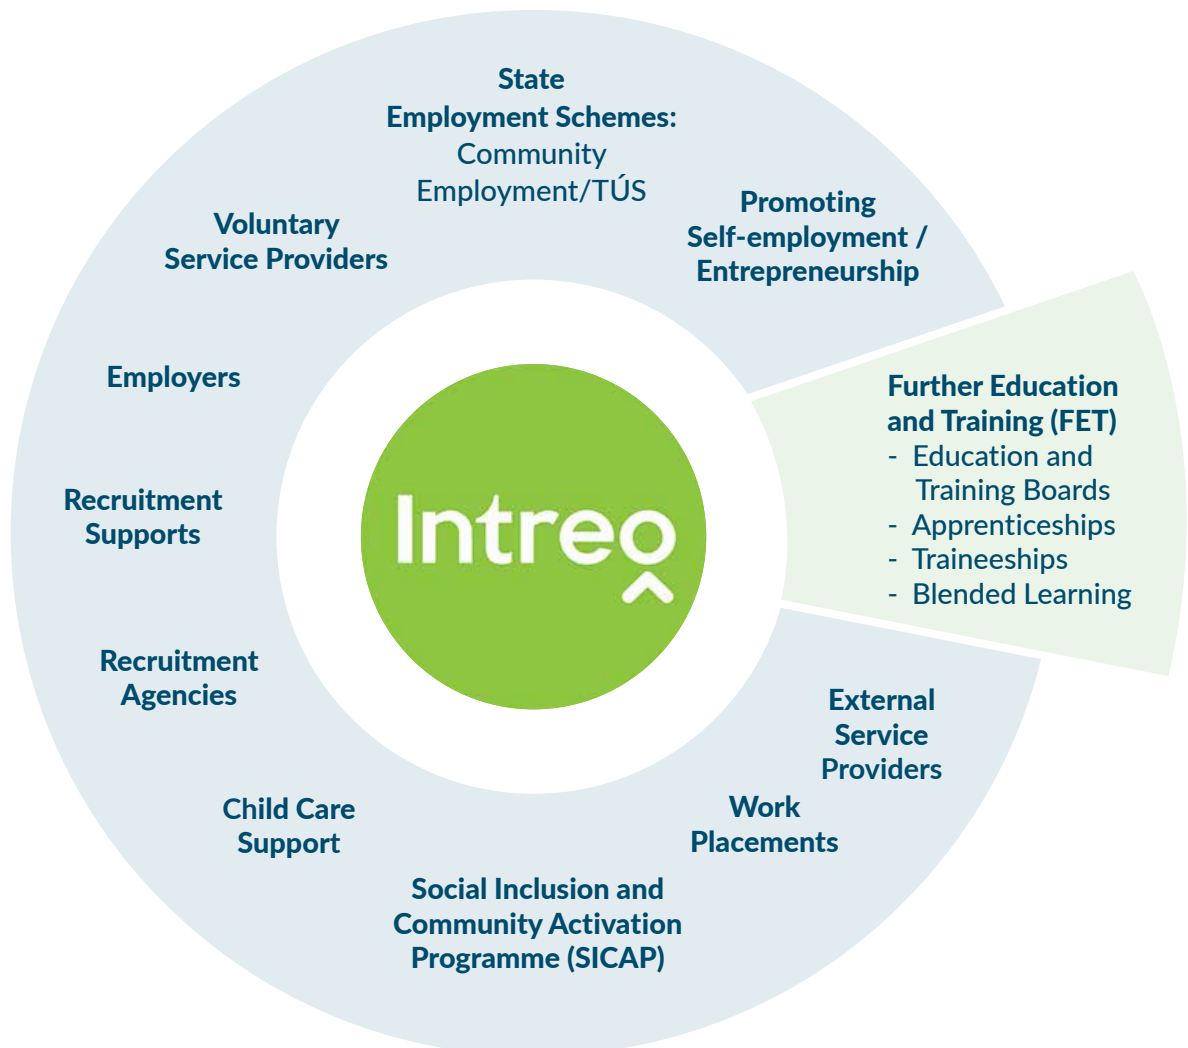 State
Employment Schemes:
Community
Employment/TÚS
Promoting
Self-employment /
Entrepreneurship
Voluntary
Service Providers
Employers
Further Education
and Training (FET)
- Education and
Training Boards
- Apprenticeships
- Traineeships
- Blended Learning
Intreo
Recruitment
Supports
Recruitment
Agencies
External
Service
Providers
Child Care
Support
Work
Placements
Social Inclusion and
Community Activation
Programme (SICAP)